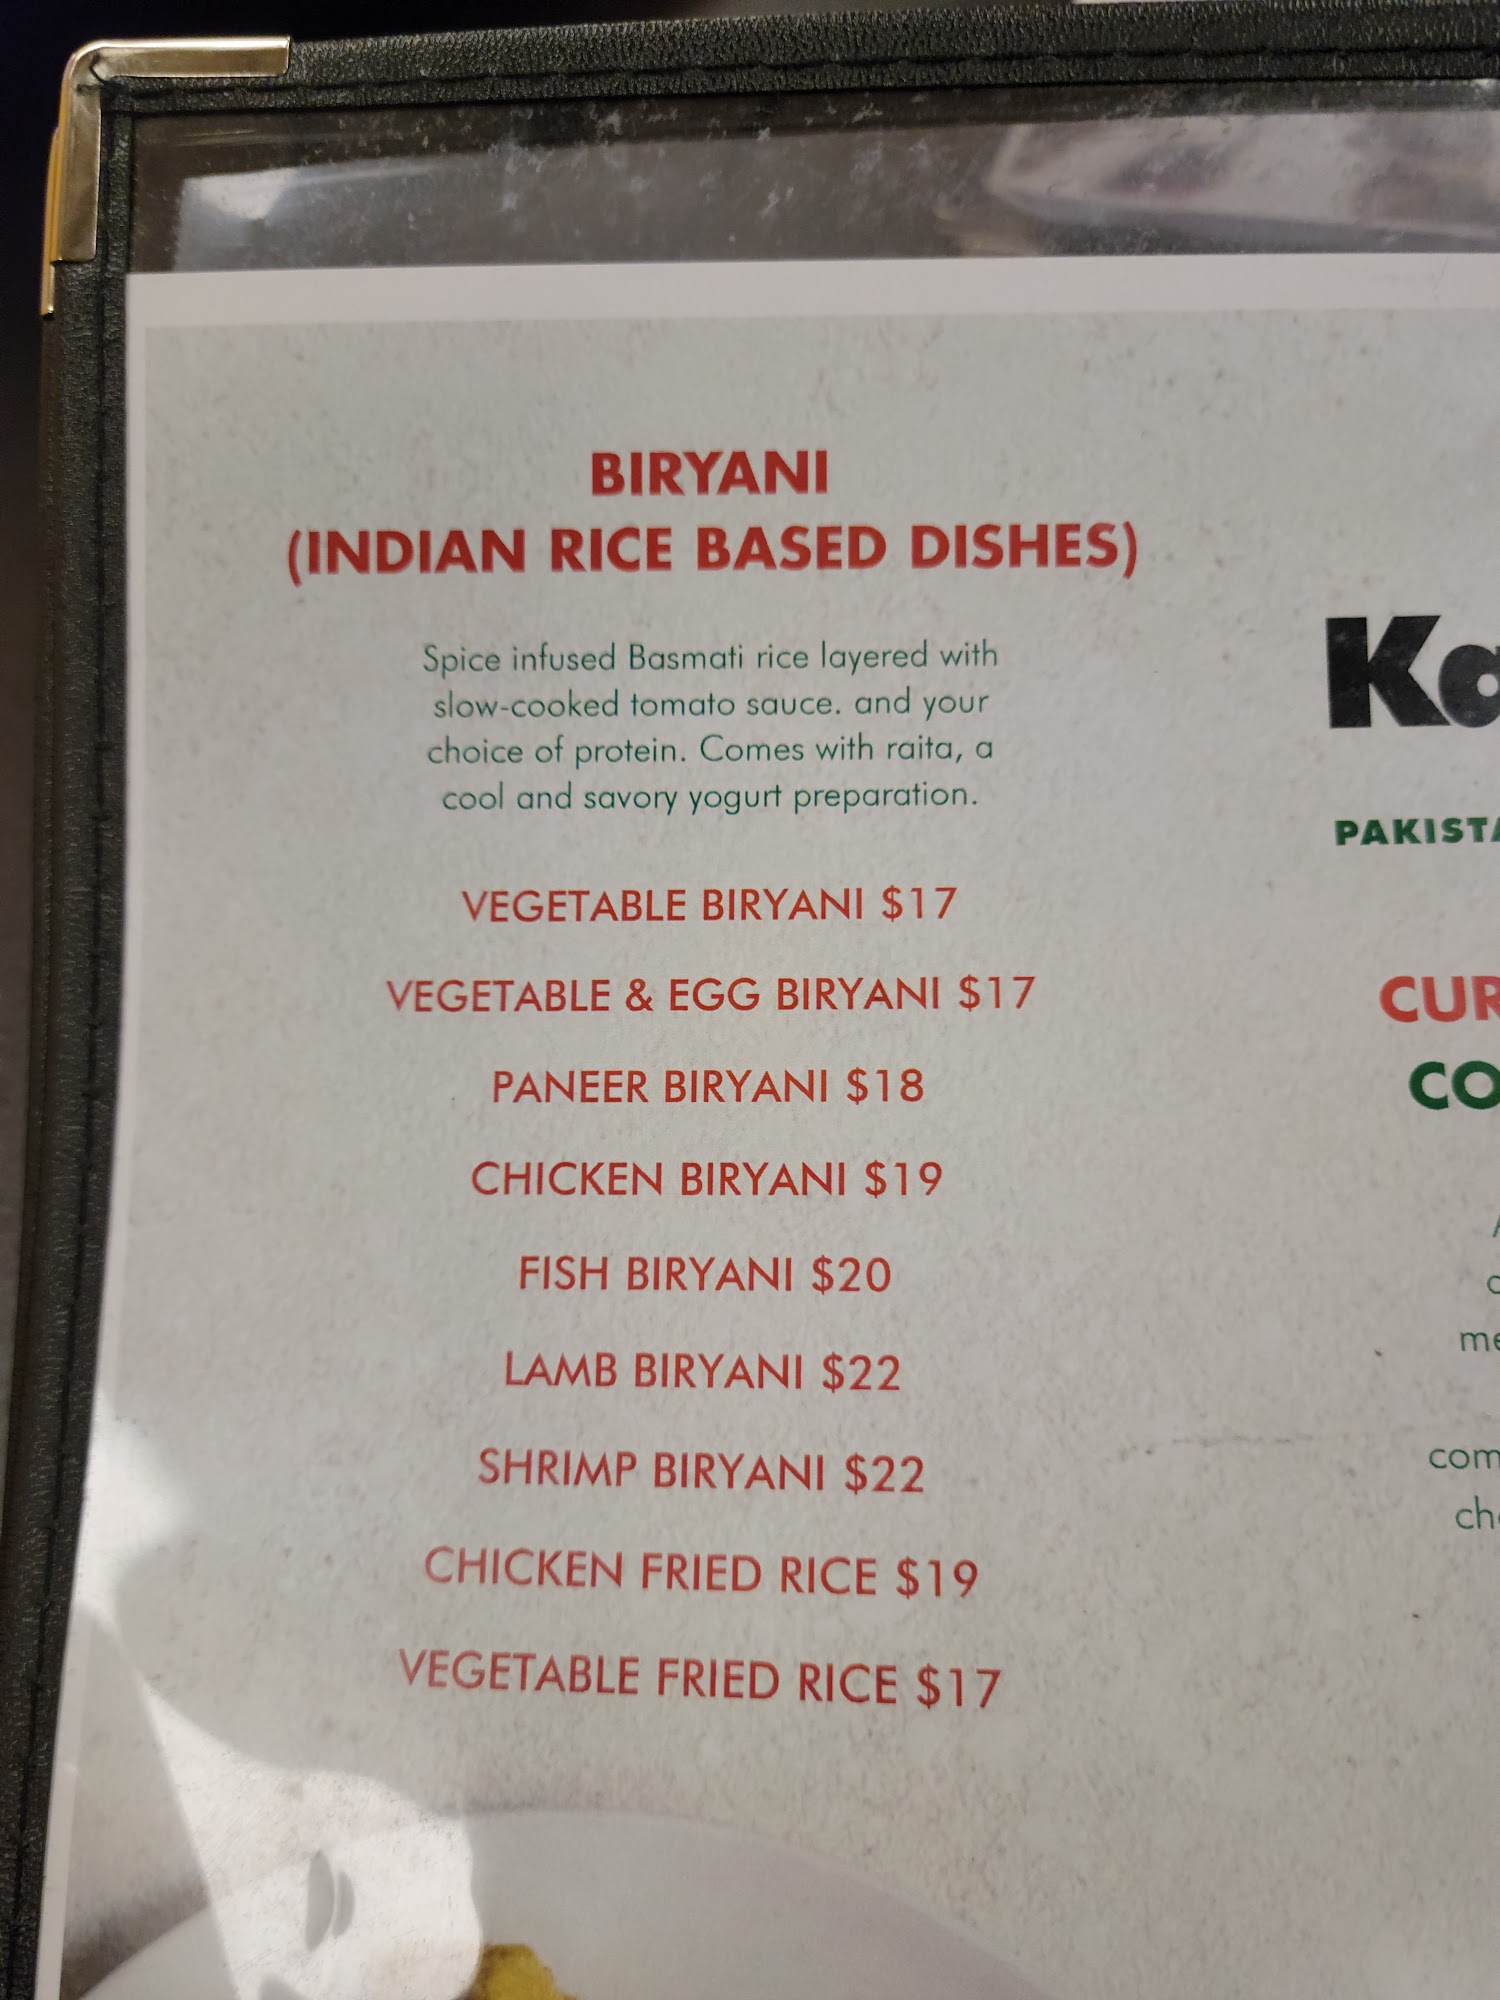 BIRYANI
(INDIAN RICE BASED DISHES)
Spice infused Basmati rice layered with
slow-cooked tomato sauce. and your
choice of protein. Comes with raita, a
cool and savory yogurt preparation.
VEGETABLE BIRYANI $17
VEGETABLE & EGG BIRYANI $17
PANEER BIRYANI $18
CHICKEN BIRYANI $19
FISH BIRYANI $20
LAMB BIRYANI $22
SHRIMP BIRYANI $22
CHICKEN FRIED RICE $19
VEGETABLE FRIED RICE $17